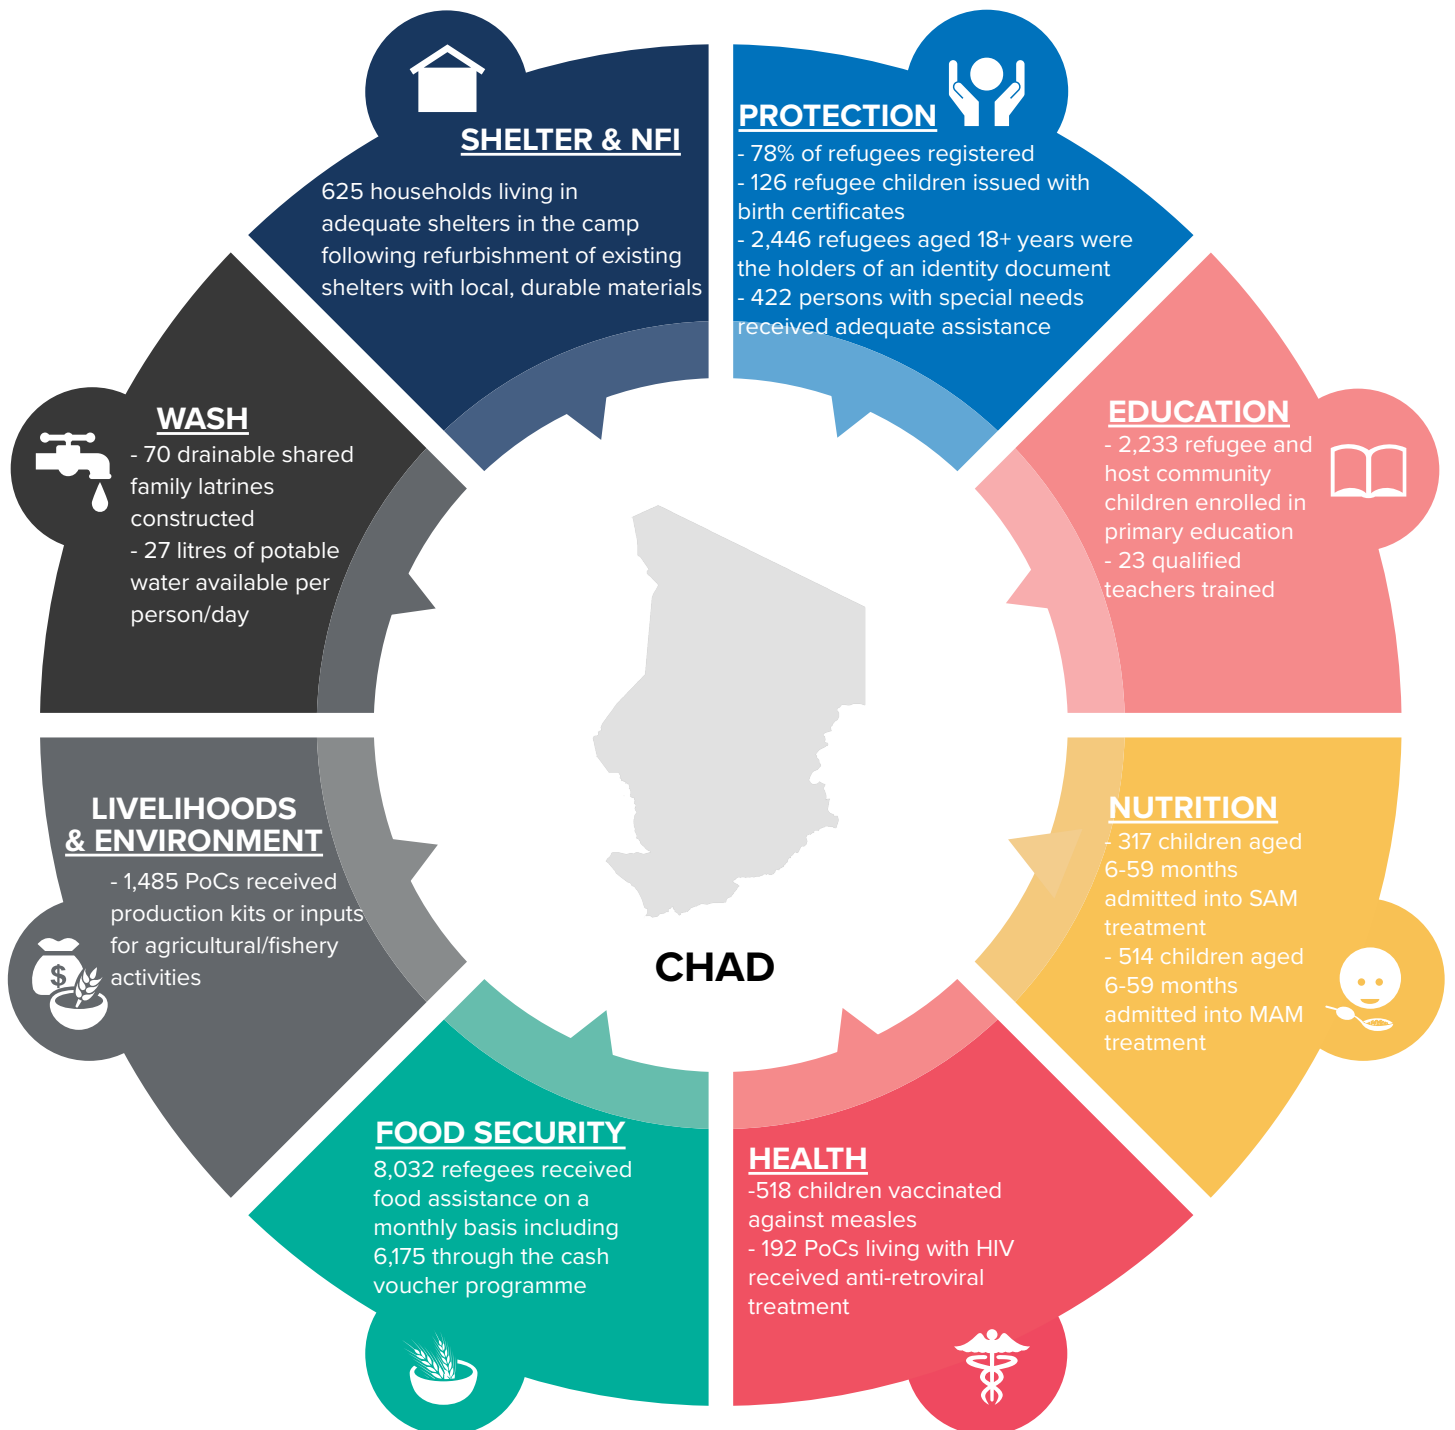 SHELTER & NFI
625 households living in
adequate shelters in the camp
following refurbishment of existing
shelters with local, durable materials
PROTECTION
- 78% of refugees registered
- 126 refugee children issued with
birth certificates
- 2,446 refugees aged 18+ years were
the holders of an identity document
- 422 persons with special needs
received adequate assistance
EDUCATION
- 2,233 refugee and
host community
children enrolled in
primary education
- 23 qualified
teachers trained
NUTRITION
- 317 children aged
6-59 months
admitted into SAM
treatment
- 514 children aged
6-59 months
admitted into MAM
treatment
HEALTH
-518 children vaccinated
against measles
- 192 PoCs living with HIV
received anti-retroviral
treatment
FOOD SECURITY
8,032 refegees received
food assistance on a
monthly basis including
6,175 through the cash
voucher programme
LIVELIHOODS
& ENVIRONMENT
- 1,485 PoCs received
production kits or inputs
for agricultural/fishery
activities
$
WASH
- 70 drainable shared
family latrines
constructed
- 27 litres of potable
water available per
person/day
CHAD